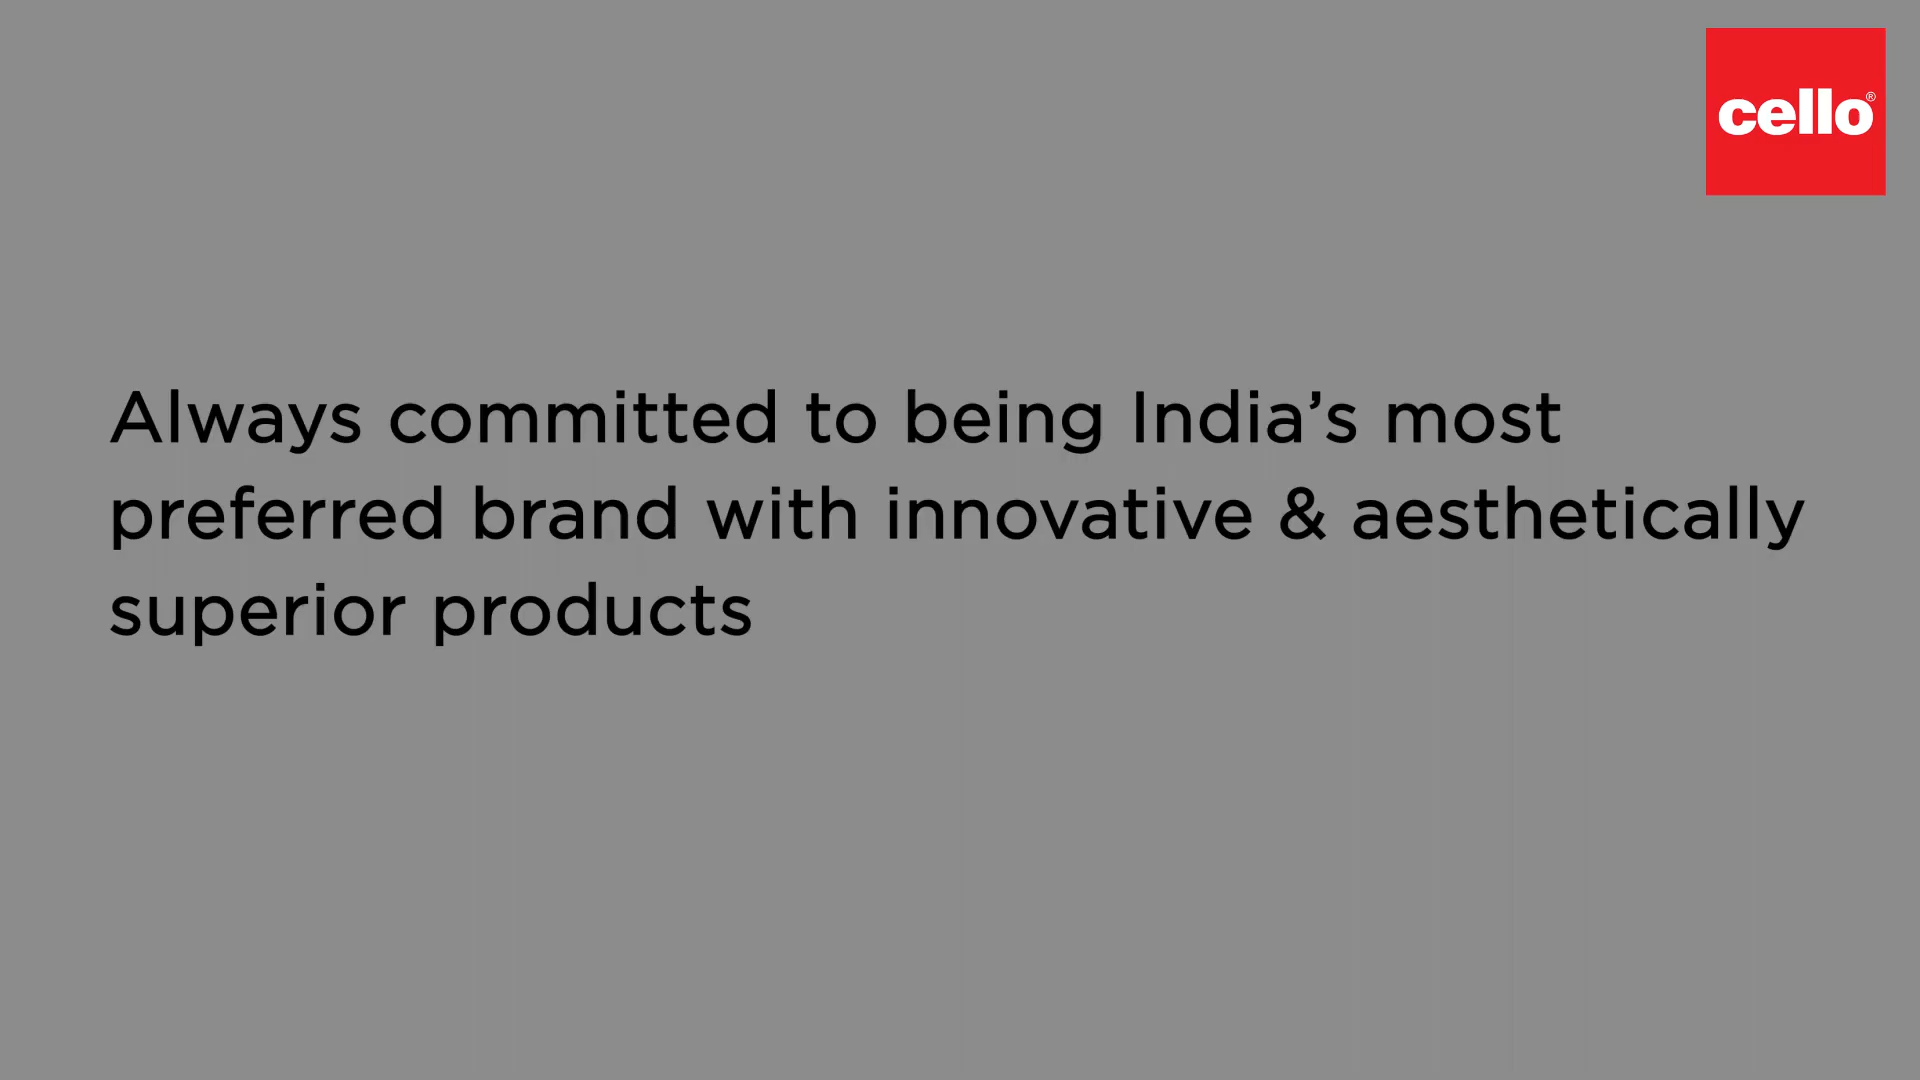 cello®
Always committed to being India’s most
preferred brand with innovative & aesthetically
superior products